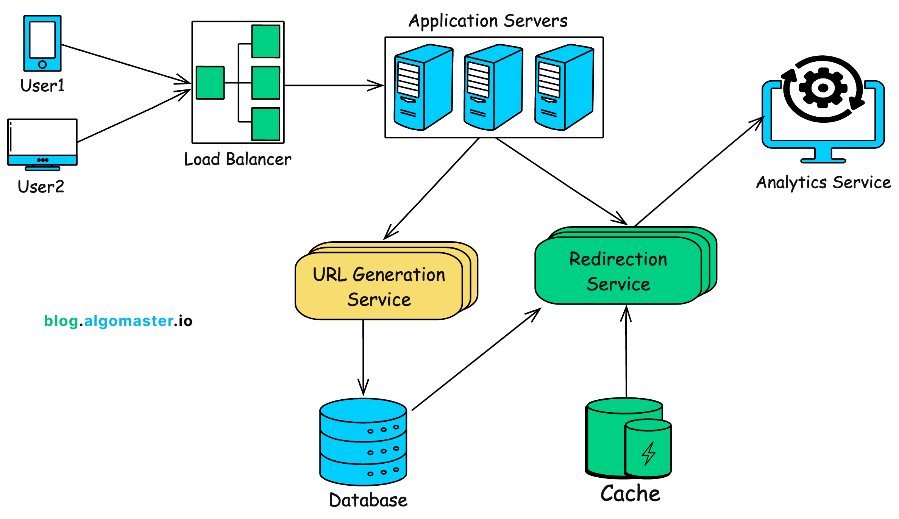 Application Servers
User1
Load Balancer
User2
Analytics Service
URL Generation
Service
Redirection
Service
blog.algomaster.io
Database
Cache